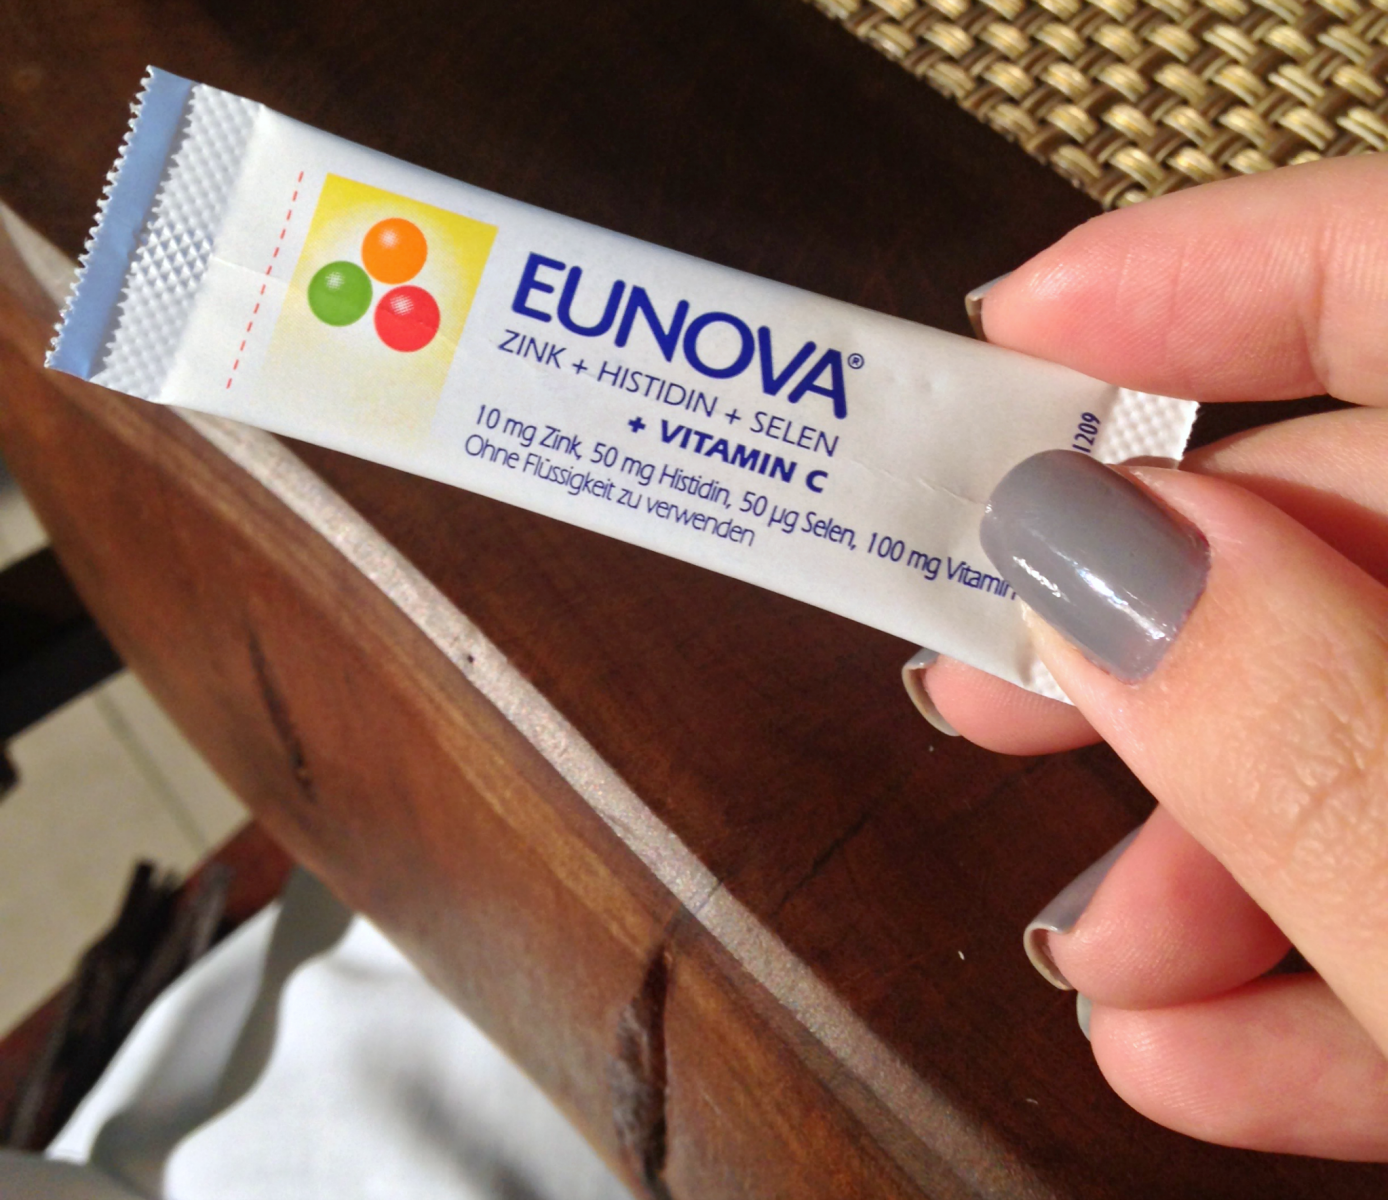 EUNOVA®
ZINK + HISTIDIN + SELEN
+ VITAMIN C
10 mg Zink, 50 mg Histidin, 50 µg Selen, 100 mg Vitamin
Ohne Flüssigkeit zu verwenden
1209